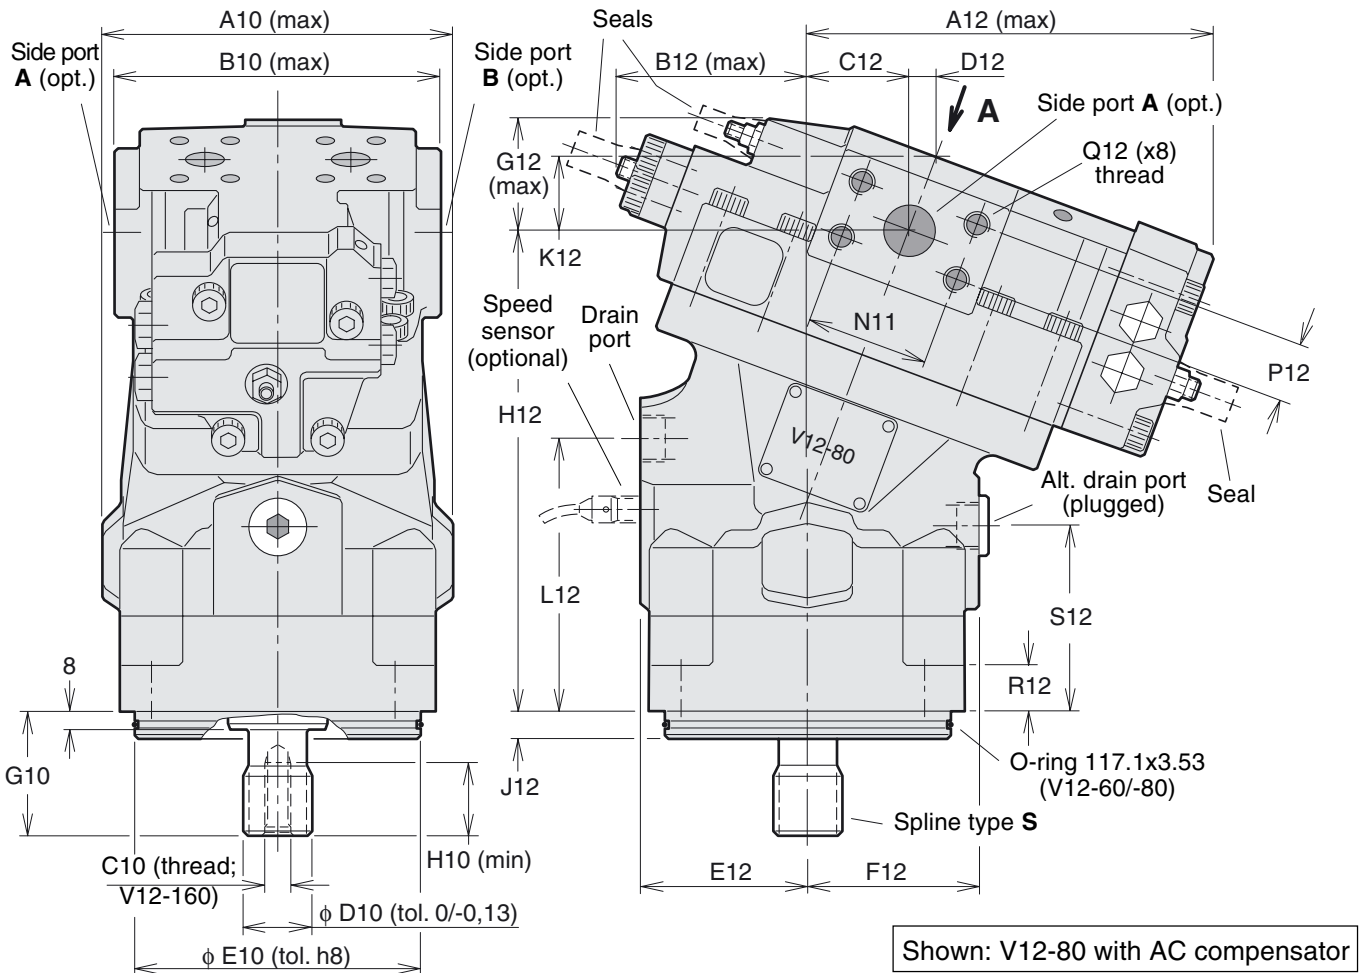 A10 (max)
Side port
A (opt.)
B10 (max)
Side port
B (opt.)
Seals
A12 (max)
B12 (max)
C12
D12
A
Side port A (opt.)
Q12 (x8)
thread
G12
(max)
K12
Speed
sensor
(optional)
Drain
port
N11
P12
H12
V12-80
Alt. drain port
(plugged)
Seal
L12
S12
R12
8
G10
J12
O-ring 117.1x3.53
(V12-60/-80)
Spline type S
H10 (min)
C10 (thread;
V12-160)
E12
F12
ϕ D10 (tol. 0/-0,13)
ϕ E10 (tol. h8)
Shown: V12-80 with AC compensator